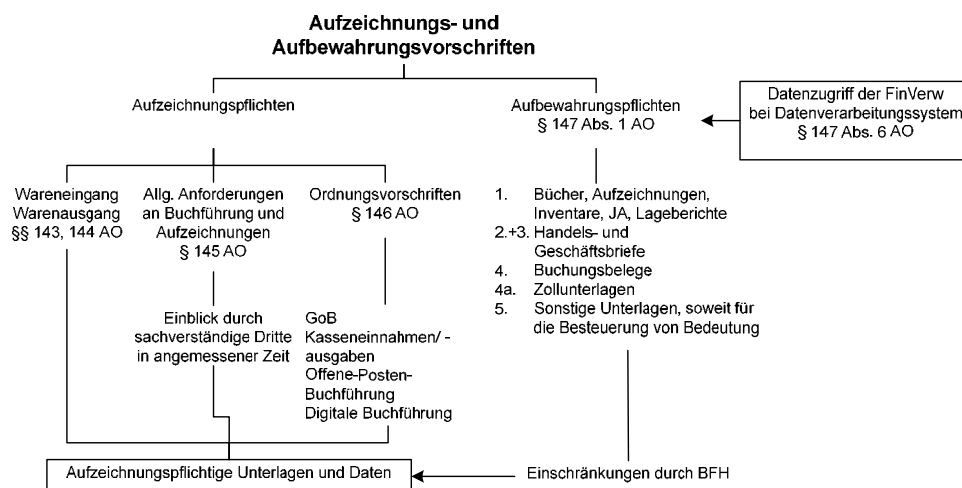 Aufzeichnungs- und
Aufbewahrungsvorschriften
Aufzeichnungspflichten
Aufbewahrungspflichten
§ 147 Abs. 1 AO
Datenzugriff der FinVerw
bei Datenverarbeitungssystem
§ 147 Abs. 6 AO
Wareneingang
Warenausgang
§§ 143, 144 AO
Allg. Anforderungen
an Buchführung und
Aufzeichnungen
§ 145 AO
Ordnungsvorschriften
§ 146 AO
1. Bücher, Aufzeichnungen,
Inventare, JA, Lageberichte
2.+3. Handels- und
Geschäftsbriefe
4. Buchungsbelege
4a. Zollunterlagen
5. Sonstige Unterlagen, soweit für
die Besteuerung von Bedeutung
Einblick durch
sachverständige Dritte
in angemessener Zeit
GoB
Kasseneinnahmen/ -
ausgaben
Offene-Posten-
Buchführung
Digitale Buchführung
Aufzeichnungspflichtige Unterlagen und Daten
Einschränkungen durch BFH